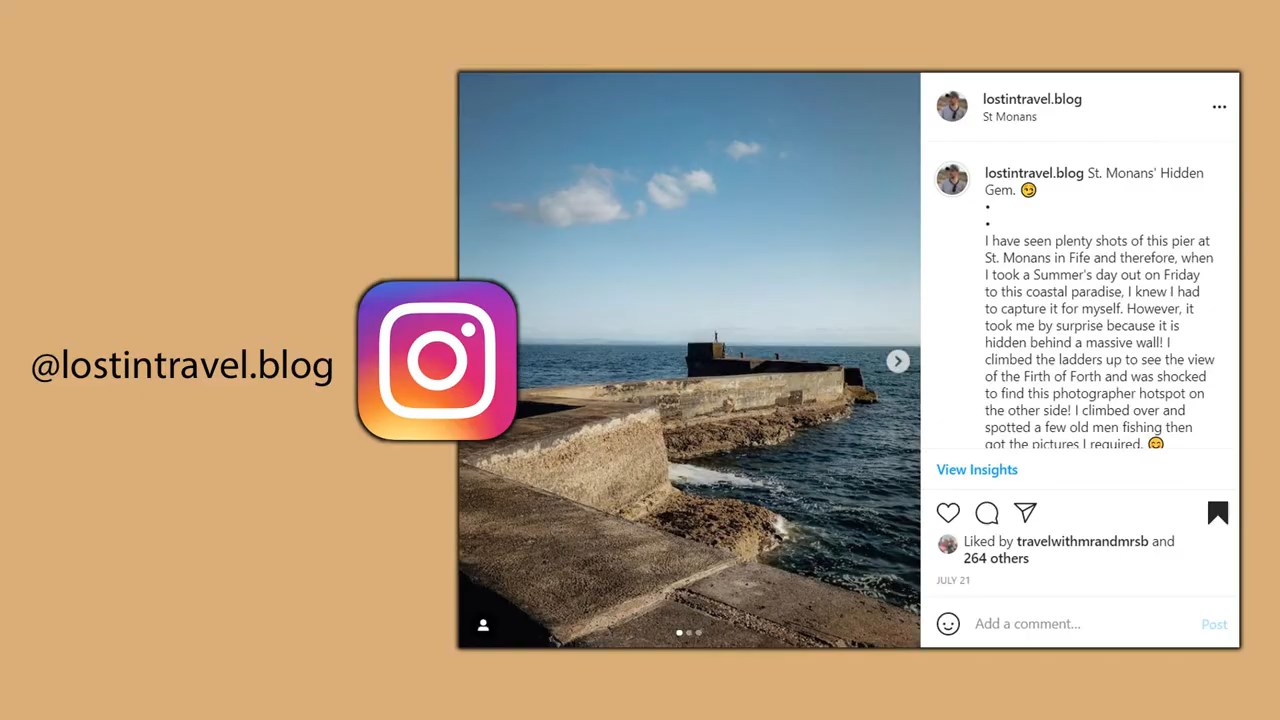 @lostintravel.blog
lostintravel.blog
St Monans
lostintravel.blog St. Monans' Hidden
Gem. 😏
•
•
I have seen plenty shots of this pier at
St. Monans in Fife and therefore, when
I took a Summer's day out on Friday
to this coastal paradise, I knew I had
to capture it for myself. However, it
took me by surprise because it is
hidden behind a massive wall! I
climbed the ladders up to see the view
of the Firth of Forth and was shocked
to find this photographer hotspot on
the other side! I climbed over and
spotted a few old men fishing then
got the pictures I required. 😊
View Insights
Liked by travelwithmrandmrsb and
264 others
JULY 21
Add a comment...
Post